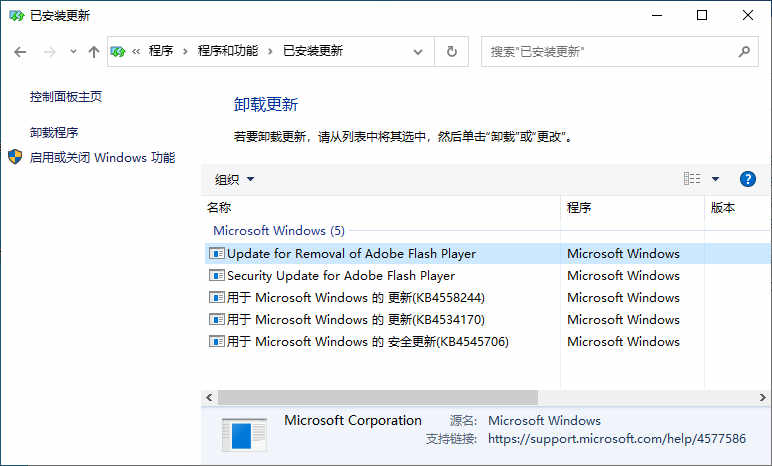 已安装更新
« 程序 › 程序和功能 › 已安装更新
搜索"已安装更新"
控制面板主页
卸载程序
启用或关闭 Windows 功能
卸载更新
若要卸载更新，请从列表中将其选中，然后单击“卸载”或“更改”。
组织
名称 程序 版本
Microsoft Windows (5)
Update for Removal of Adobe Flash Player Microsoft Windows
Security Update for Adobe Flash Player Microsoft Windows
用于 Microsoft Windows 的 更新(KB4558244) Microsoft Windows
用于 Microsoft Windows 的 更新(KB4534170) Microsoft Windows
用于 Microsoft Windows 的 安全更新(KB4545706) Microsoft Windows
Microsoft Corporation 源名: Microsoft Windows
支持链接: https://support.microsoft.com/help/4577586